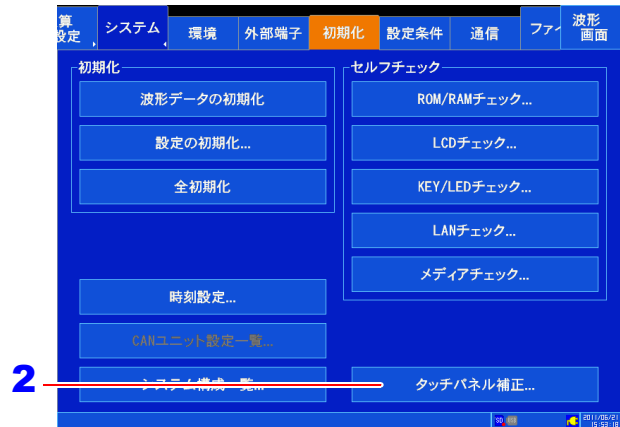 算
設定
システム
環境
外部端子
初期化
設定条件
通信
ファイ
波形
画面
初期化
波形データの初期化
設定の初期化...
全初期化
セルフチェック
ROM/RAMチェック...
LCDチェック...
KEY/LEDチェック...
LANチェック...
メディアチェック...
時刻設定...
CANユニット設定一覧...
システム構成一覧...
2
タッチパネル補正...
SD
2011/06/21
15:53:18